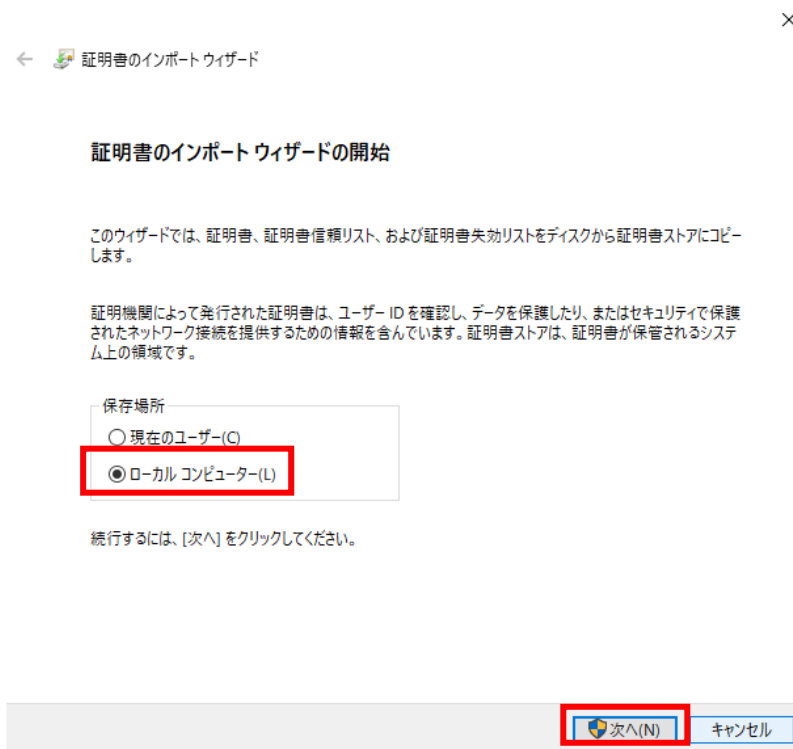 証明書のインポート ウィザード
証明書のインポート ウィザードの開始
このウィザードでは、証明書、証明書信頼リスト、および証明書失効リストをディスクから証明書ストアにコピー
します。
証明機関によって発行された証明書は、ユーザー ID を確認し、データを保護したり、またはセキュリティで保護
されたネットワーク接続を提供するための情報を含んでいます。証明書ストアは、証明書が保管されるシステ
ム上の領域です。
保存場所
現在のユーザー(C)
ローカル コンピューター(L)
続行するには、[次へ] をクリックしてください。
次へ(N)
キャンセル